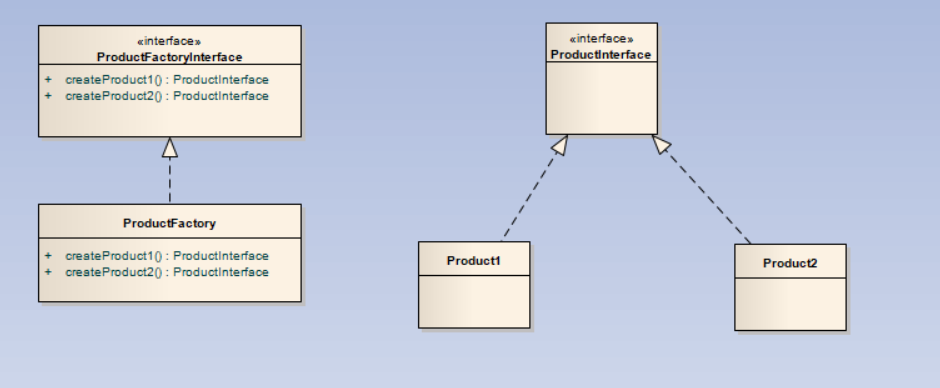 «interface»
ProductFactoryInterface
+ createProduct1() : ProductInterface
+ createProduct2() : ProductInterface
ProductFactory
+ createProduct1() : ProductInterface
+ createProduct2() : ProductInterface
«interface»
ProductInterface
Product1
Product2